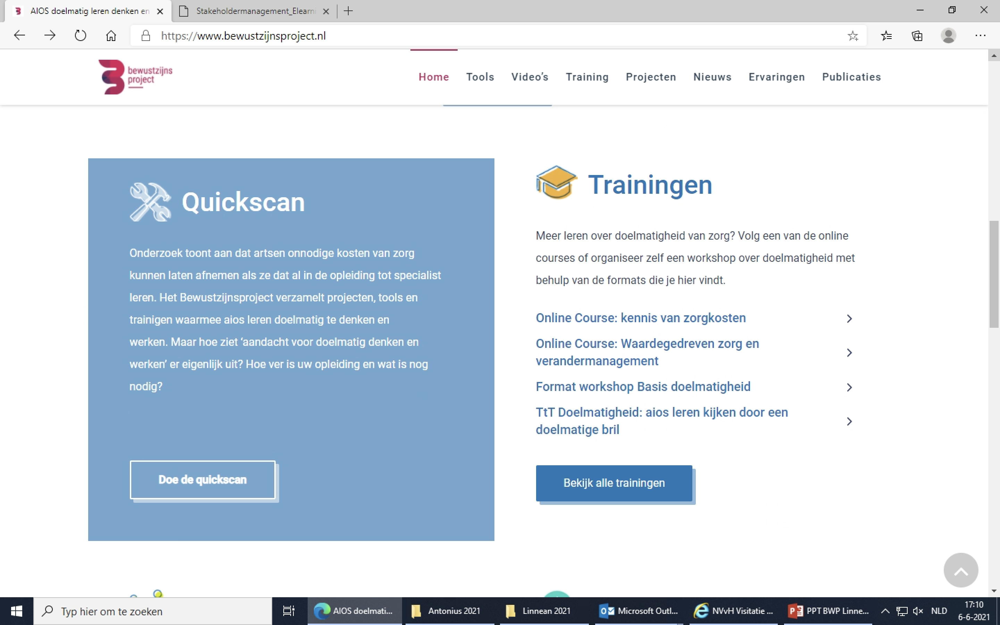 AIOS doelmatig leren denken en
Stakeholdermanagement_Elearni
https://www.bewustzijnsproject.nl
bewustzijns
project
Home Tools Video's Training Projecten Nieuws Ervaringen Publicaties
Quickscan
Onderzoek toont aan dat artsen onnodige kosten van zorg
kunnen laten afnemen als ze dat al in de opleiding tot specialist
leren. Het Bewustzijnsproject verzamelt projecten, tools en
trainigen waarmee aios leren doelmatig te denken en
werken. Maar hoe ziet ‘aandacht voor doelmatig denken en
werken’ er eigenlijk uit? Hoe ver is uw opleiding en wat is nog
nodig?
Doe de quickscan
Trainingen
Meer leren over doelmatigheid van zorg? Volg een van de online
courses of organiseer zelf een workshop over doelmatigheid met
behulp van de formats die je hier vindt.
Online Course: kennis van zorgkosten
Online Course: Waardegedreven zorg en
verandermanagement
Format workshop Basis doelmatigheid
TtT Doelmatigheid: aios leren kijken door een
doelmatige bril
Bekijk alle trainingen
Typ hier om te zoeken
AIOS doelmati...
Antonius 2021
Linnean 2021
Microsoft Outl...
NVvH Visitatie ...
PPT BWP Linne...
NLD
17:10
6-6-2021